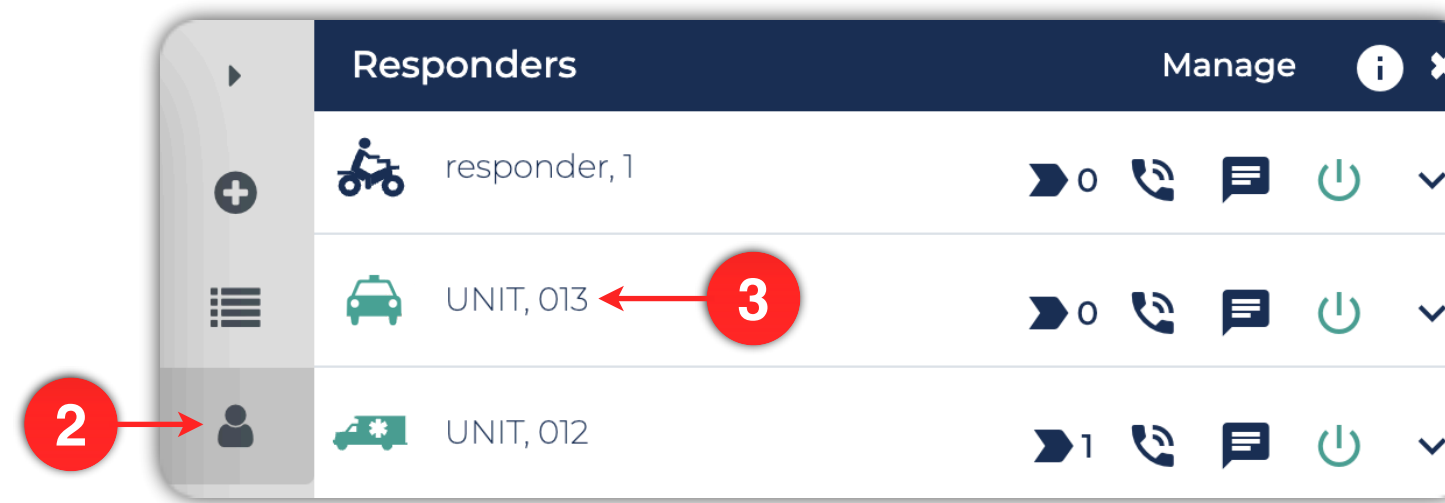 Responders Manage i
responder, 1 0
UNIT, 013 3 0
2 UNIT, 012 1